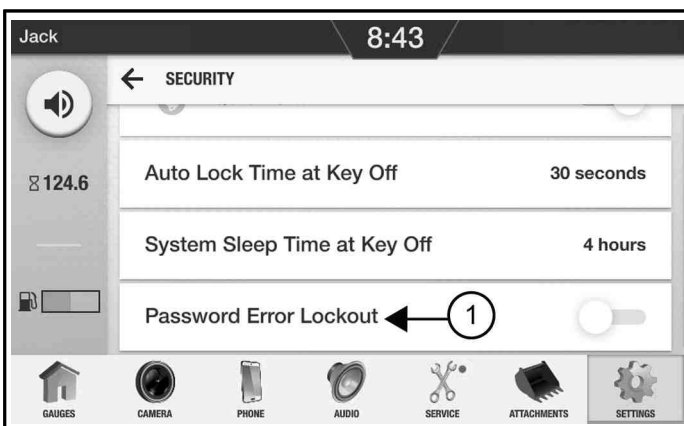 Jack
8:43
← SECURITY
124.6
Auto Lock Time at Key Off 30 seconds
System Sleep Time at Key Off 4 hours
Password Error Lockout 1
GAUGES CAMERA PHONE AUDIO SERVICE ATTACHMENTS SETTINGS